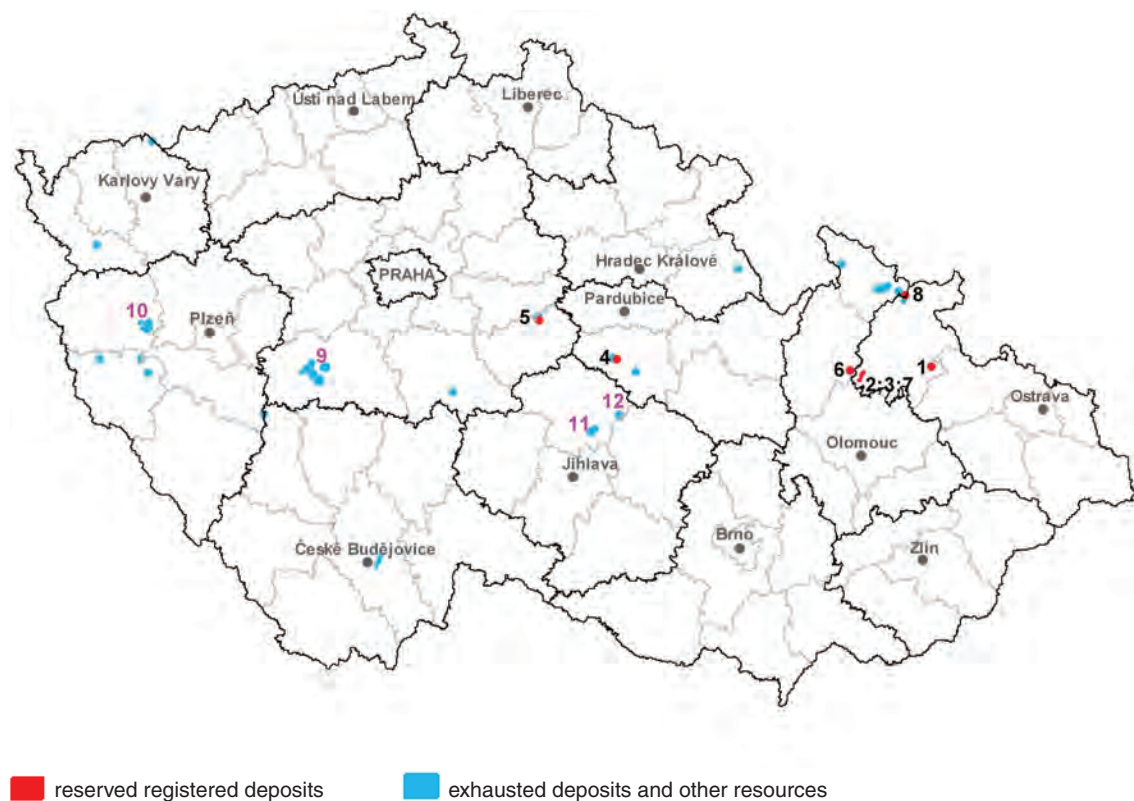 Ústí nad Labem
Liberec
Karlovy Vary
Hradec Králové
PRAHA
Pardubice
8
10
Plzeň
5
9
4
6
1
2;3;7
12
Ostrava
11
Olomouc
Jihlava
Brno
Zlín
České Budějovice
reserved registered deposits
exhausted deposits and other resources